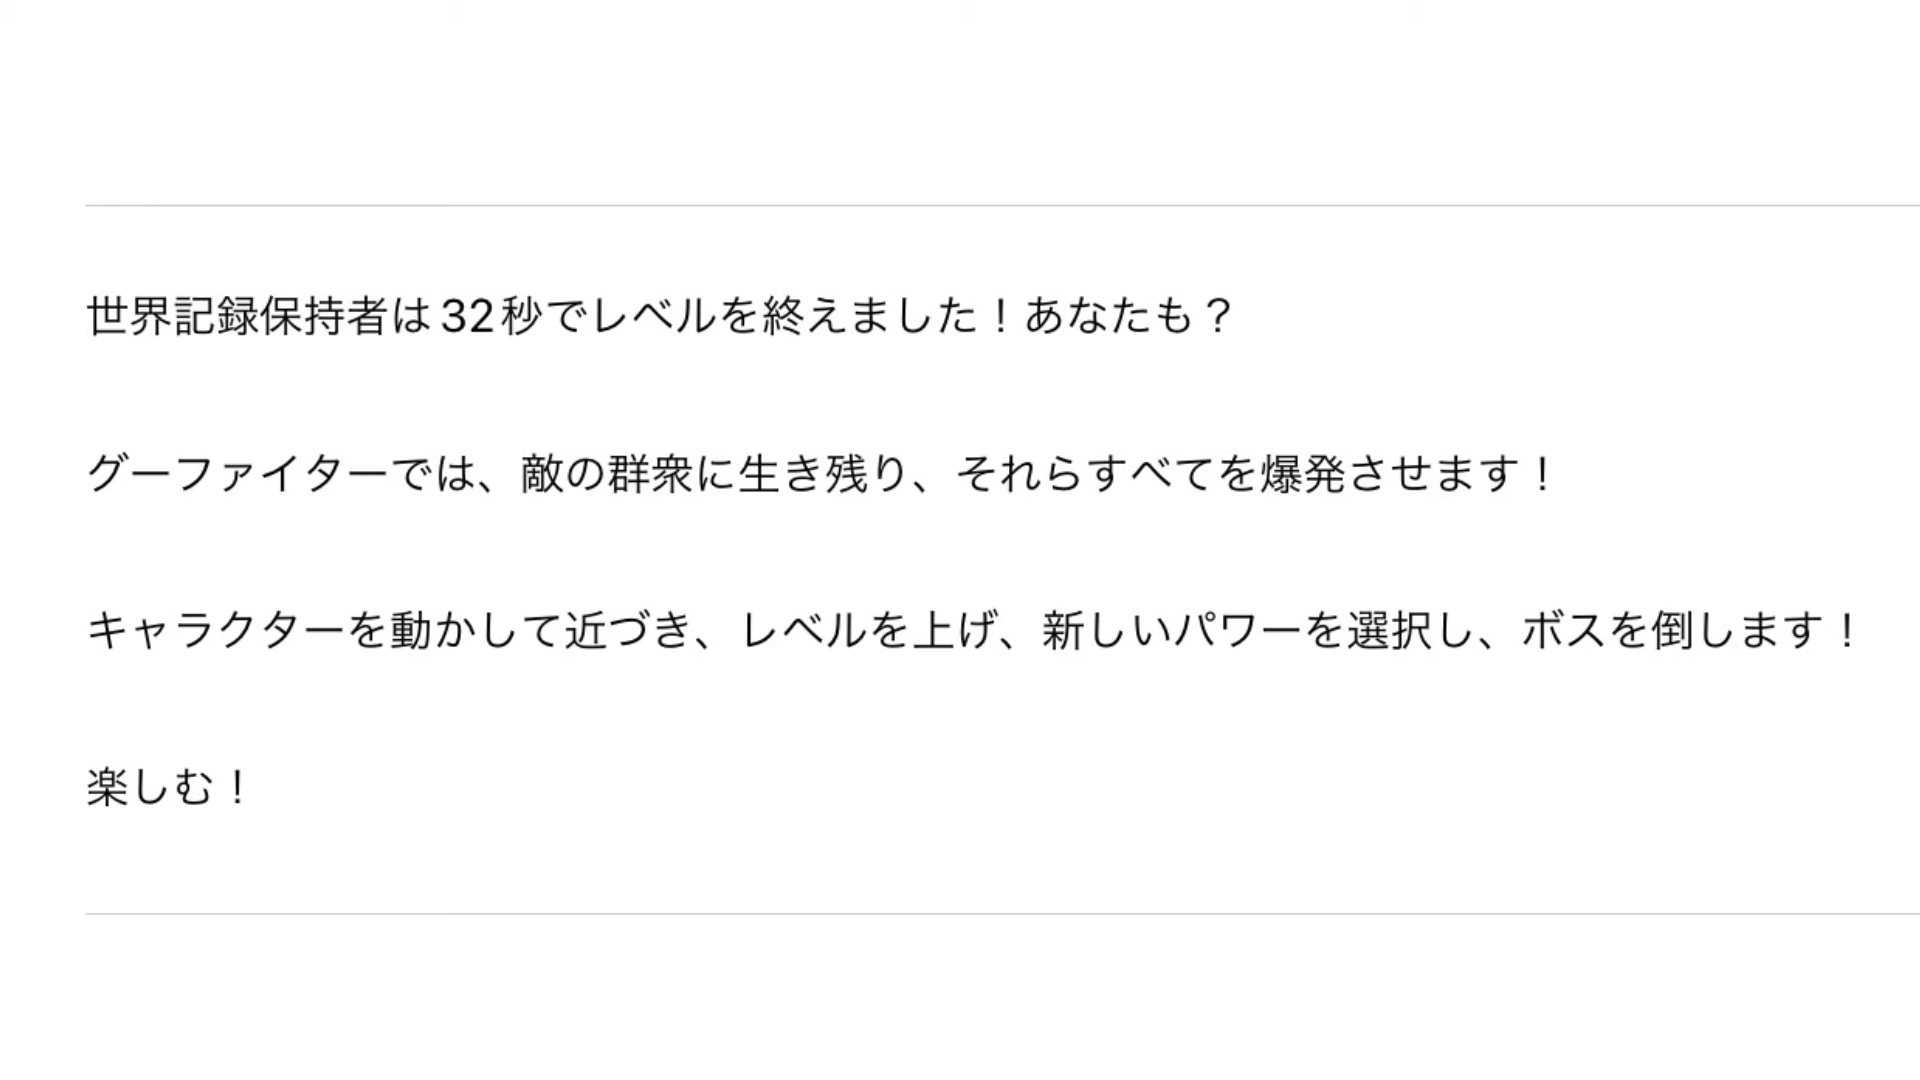 世界記録保持者は32秒でレベルを終えました！あなたも？
グーファイターでは、敵の群衆に生き残り、それらすべてを爆発させます！
キャラクターを動かして近づき、レベルを上げ、新しいパワーを選択し、ボスを倒します！
楽しむ！